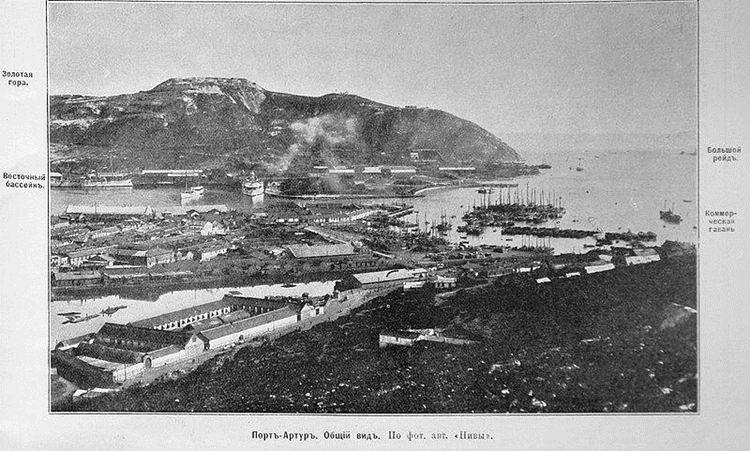 Золотая
гора.
Восточный
бассейнъ.
Большой
рейдъ.
Коммер-
ческая
гавань
Портъ-Артуръ. Общій видъ. По фот. авт. «Нивы».